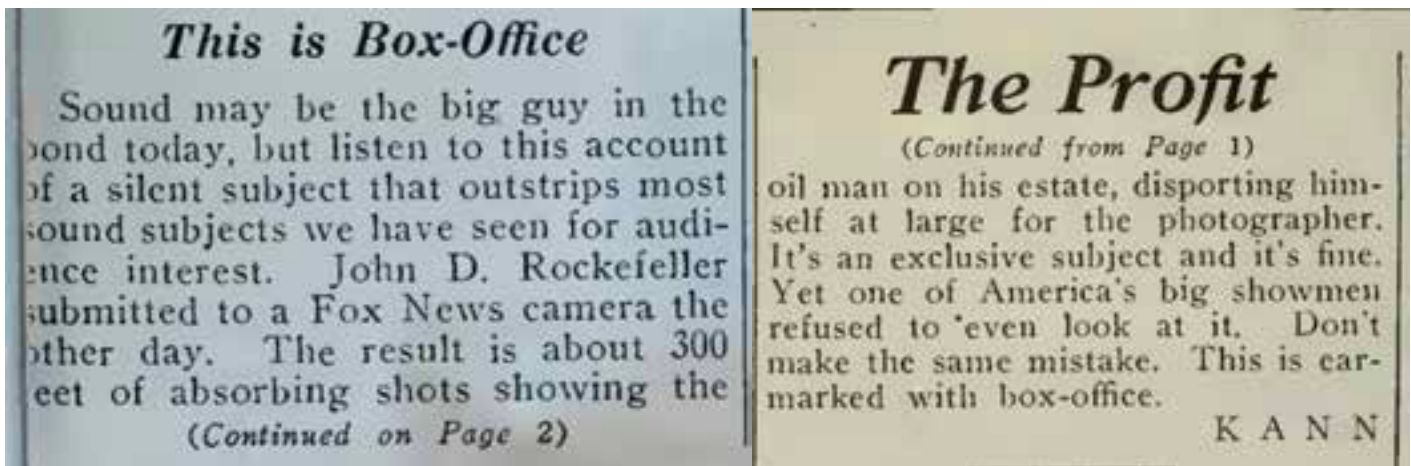 This is Box-Office
Sound may be the big guy in the
pond today, but listen to this account
of a silent subject that outstrips most
sound subjects we have seen for audi-
ence interest. John D. Rockefeller
submitted to a Fox News camera the
other day. The result is about 300
eet of absorbing shots showing the
(Continued on Page 2)
The Profit
(Continued from Page 1)
oil man on his estate, disporting him-
self at large for the photographer.
It's an exclusive subject and it's fine.
Yet one of America's big showmen
refused to even look at it. Don't
make the same mistake. This is ear-
marked with box-office.
K A N N